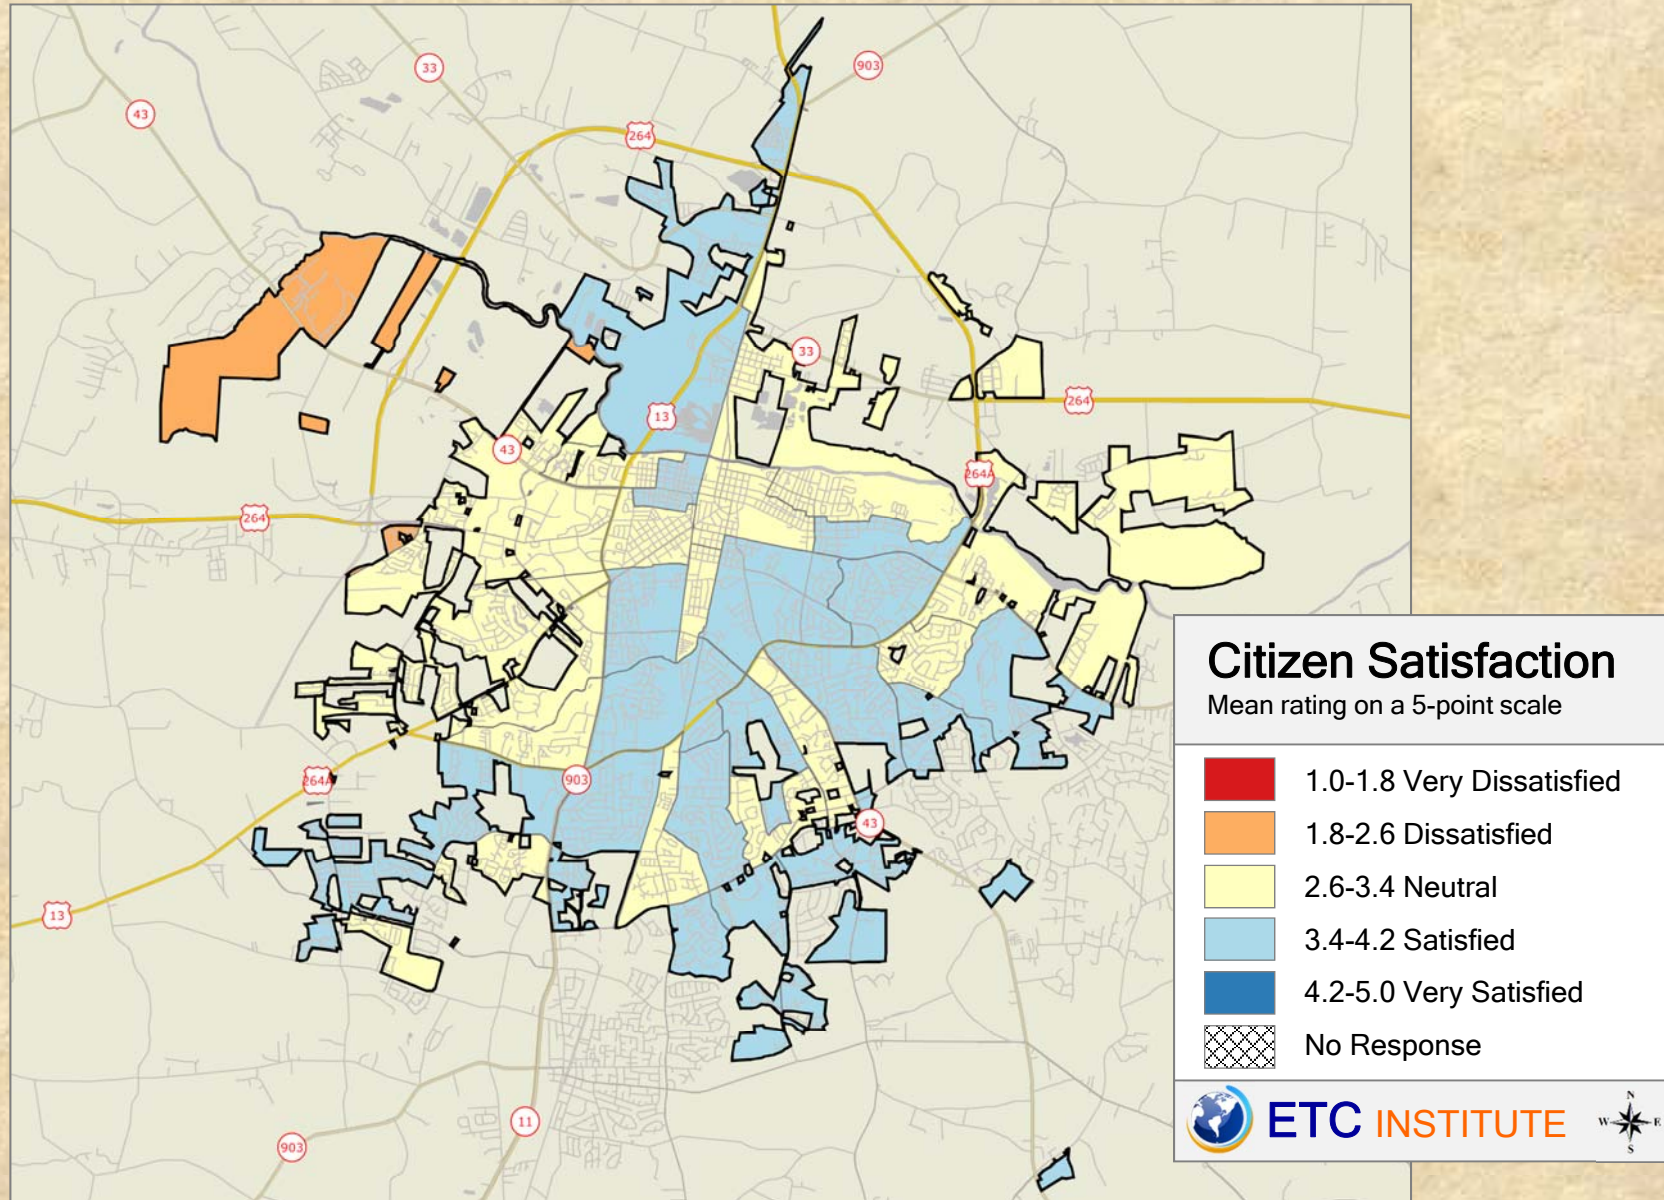 33
903
43
264
33
13
264
43
264A
264
Citizen Satisfaction
Mean rating on a 5-point scale
903
264A
1.0-1.8 Very Dissatisfied
43
1.8-2.6 Dissatisfied
2.6-3.4 Neutral
13
3.4-4.2 Satisfied
4.2-5.0 Very Satisfied
No Response
11
903
ETC INSTITUTE
N
W E
S